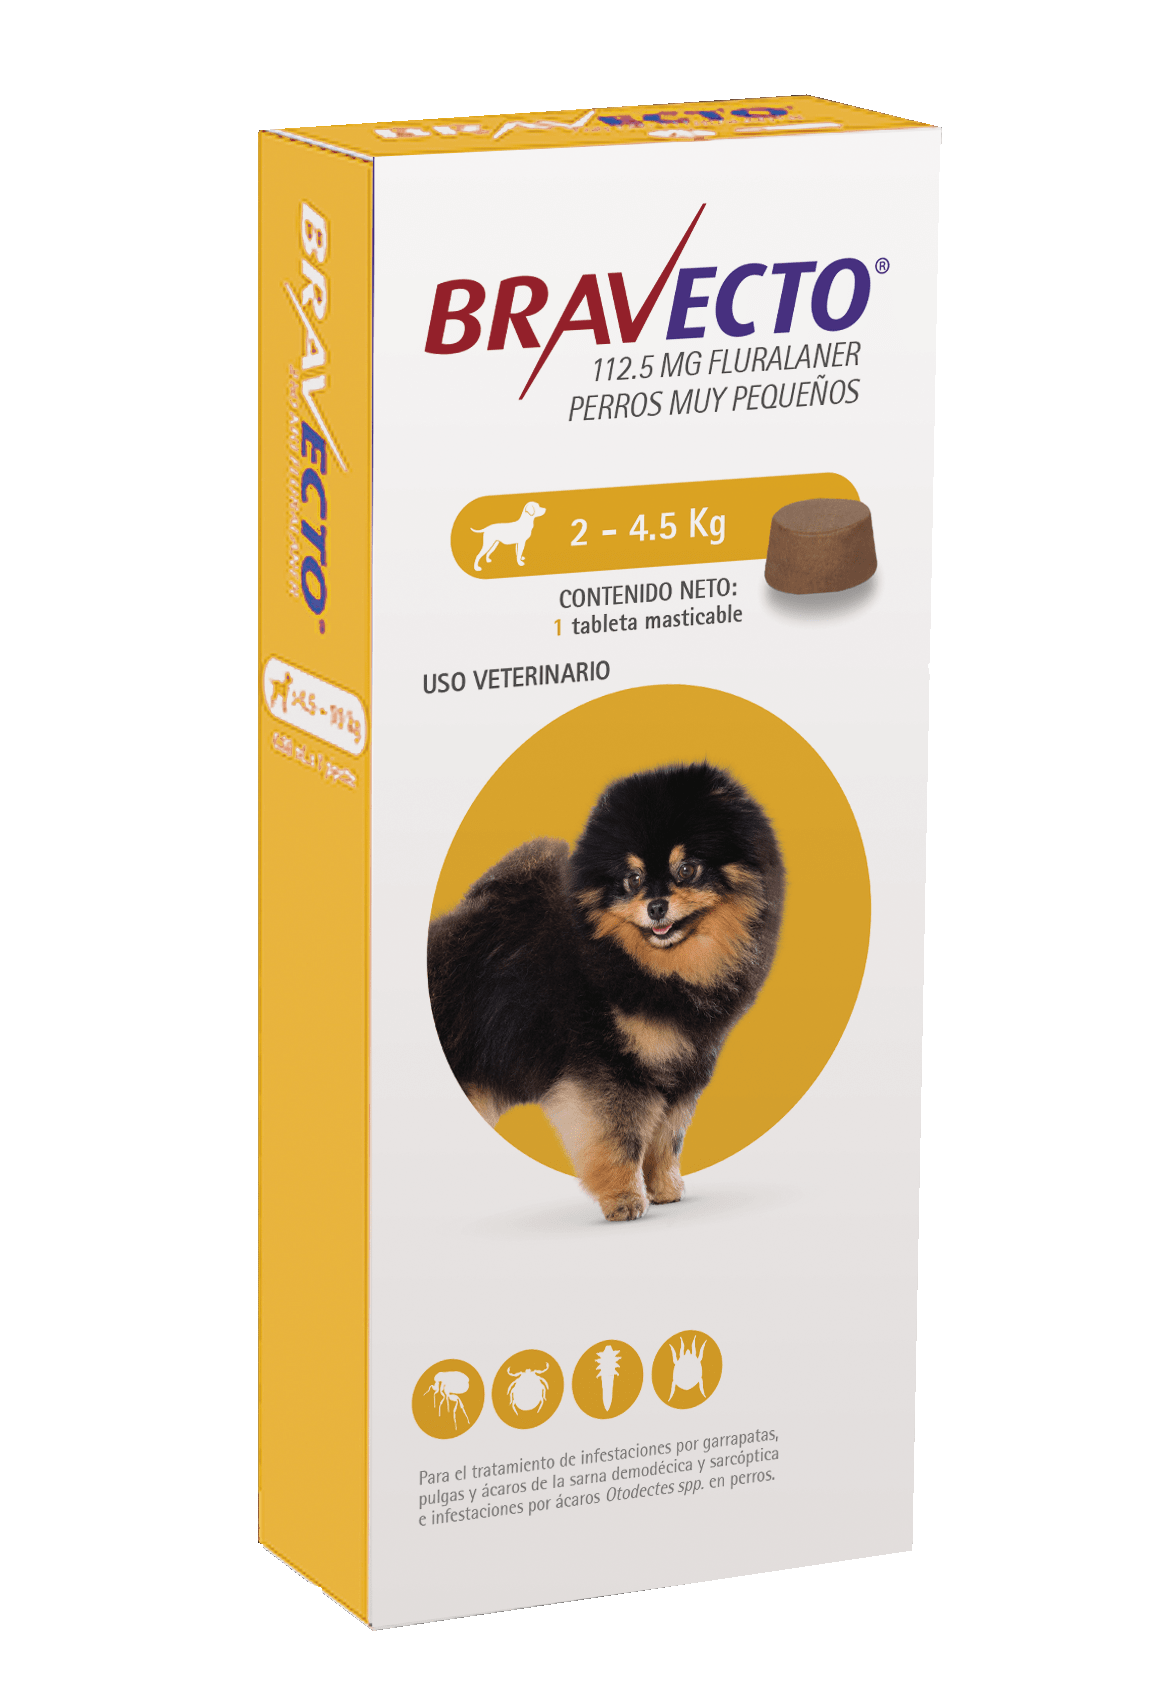 BRAVECTO
BRAVECTO®
112.5 MG FLURALANER
PERROS MUY PEQUEÑOS
2 - 4.5 Kg
CONTENIDO NETO:
1 tableta masticable
USO VETERINARIO
Para el tratamiento de infestaciones por garrapatas,
pulgas y ácaros de la sarna demodécica y sarcóptica
e infestaciones por ácaros Otodectes spp. en perros.
BRAVECTO